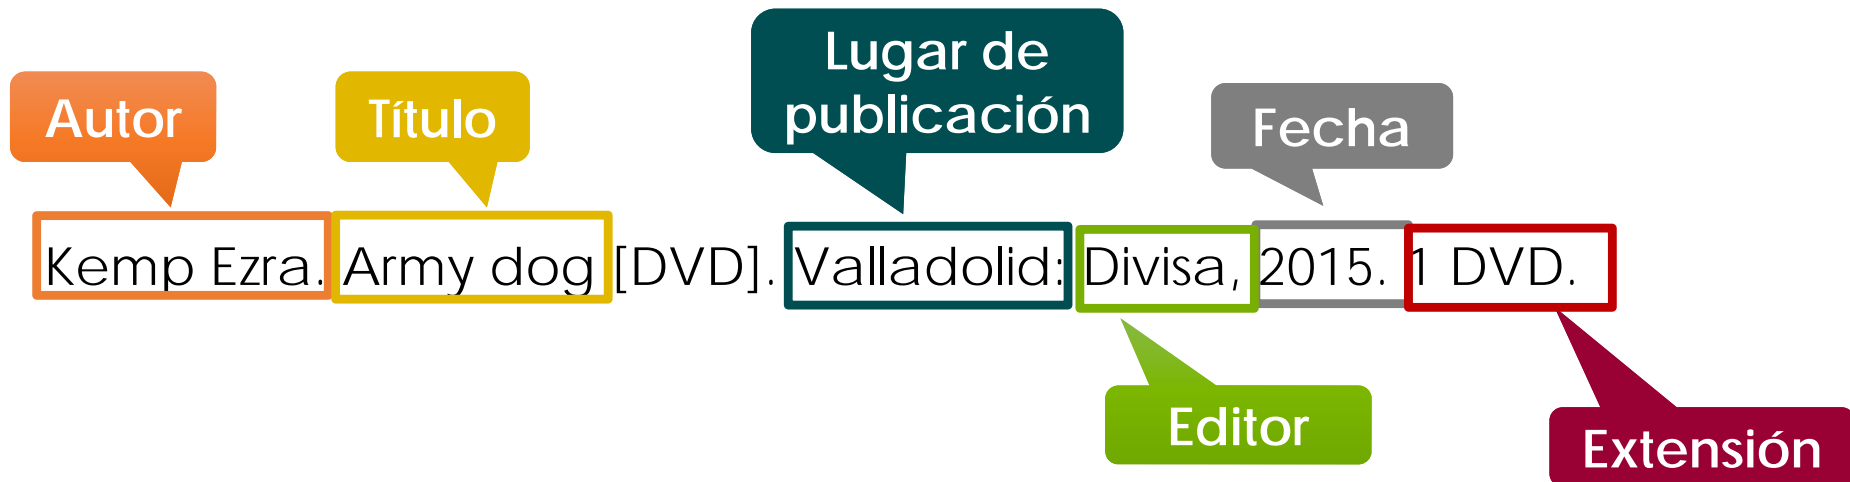 Lugar de
publicación
Autor
Título
Fecha
Kemp Ezra. Army dog [DVD]. Valladolid: Divisa, 2015. 1 DVD.
Editor
Extensión